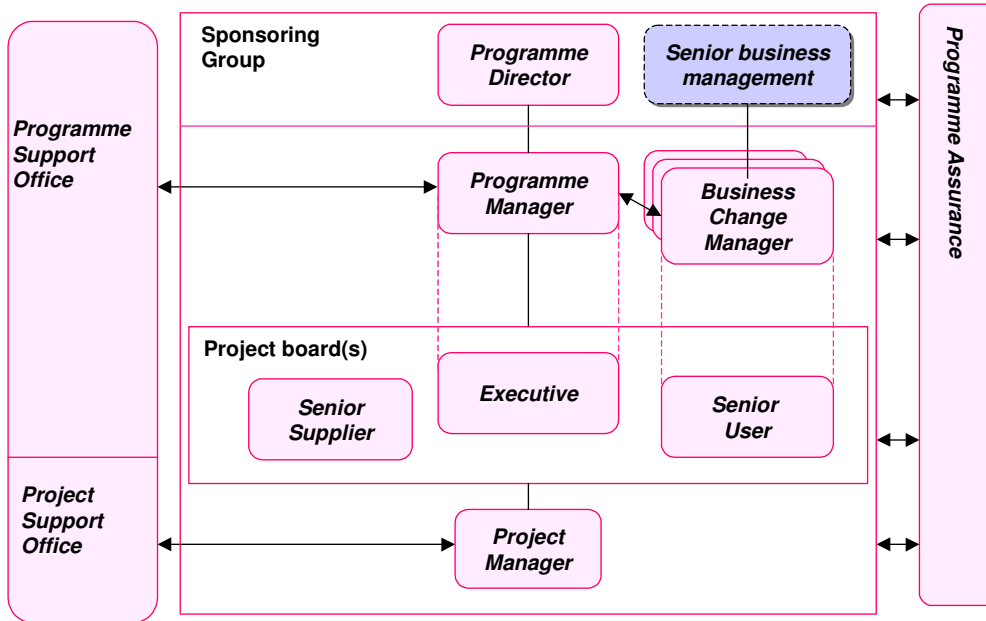 Sponsoring
Group
Programme
Director
Senior business
management
Programme
Support
Office
Programme
Manager
Business
Change
Manager
Programme Assurance
Project board(s)
Senior
Supplier
Executive
Senior
User
Project
Support
Office
Project
Manager